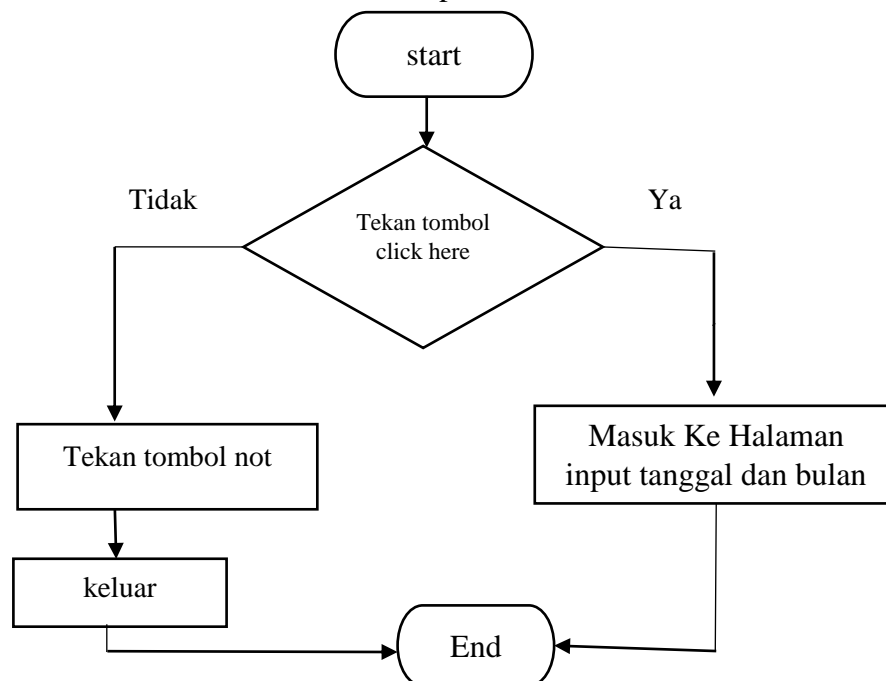 start
Tidak
Ya
Tekan tombol
click here
Tekan tombol not
Masuk Ke Halaman
input tanggal dan bulan
keluar
End